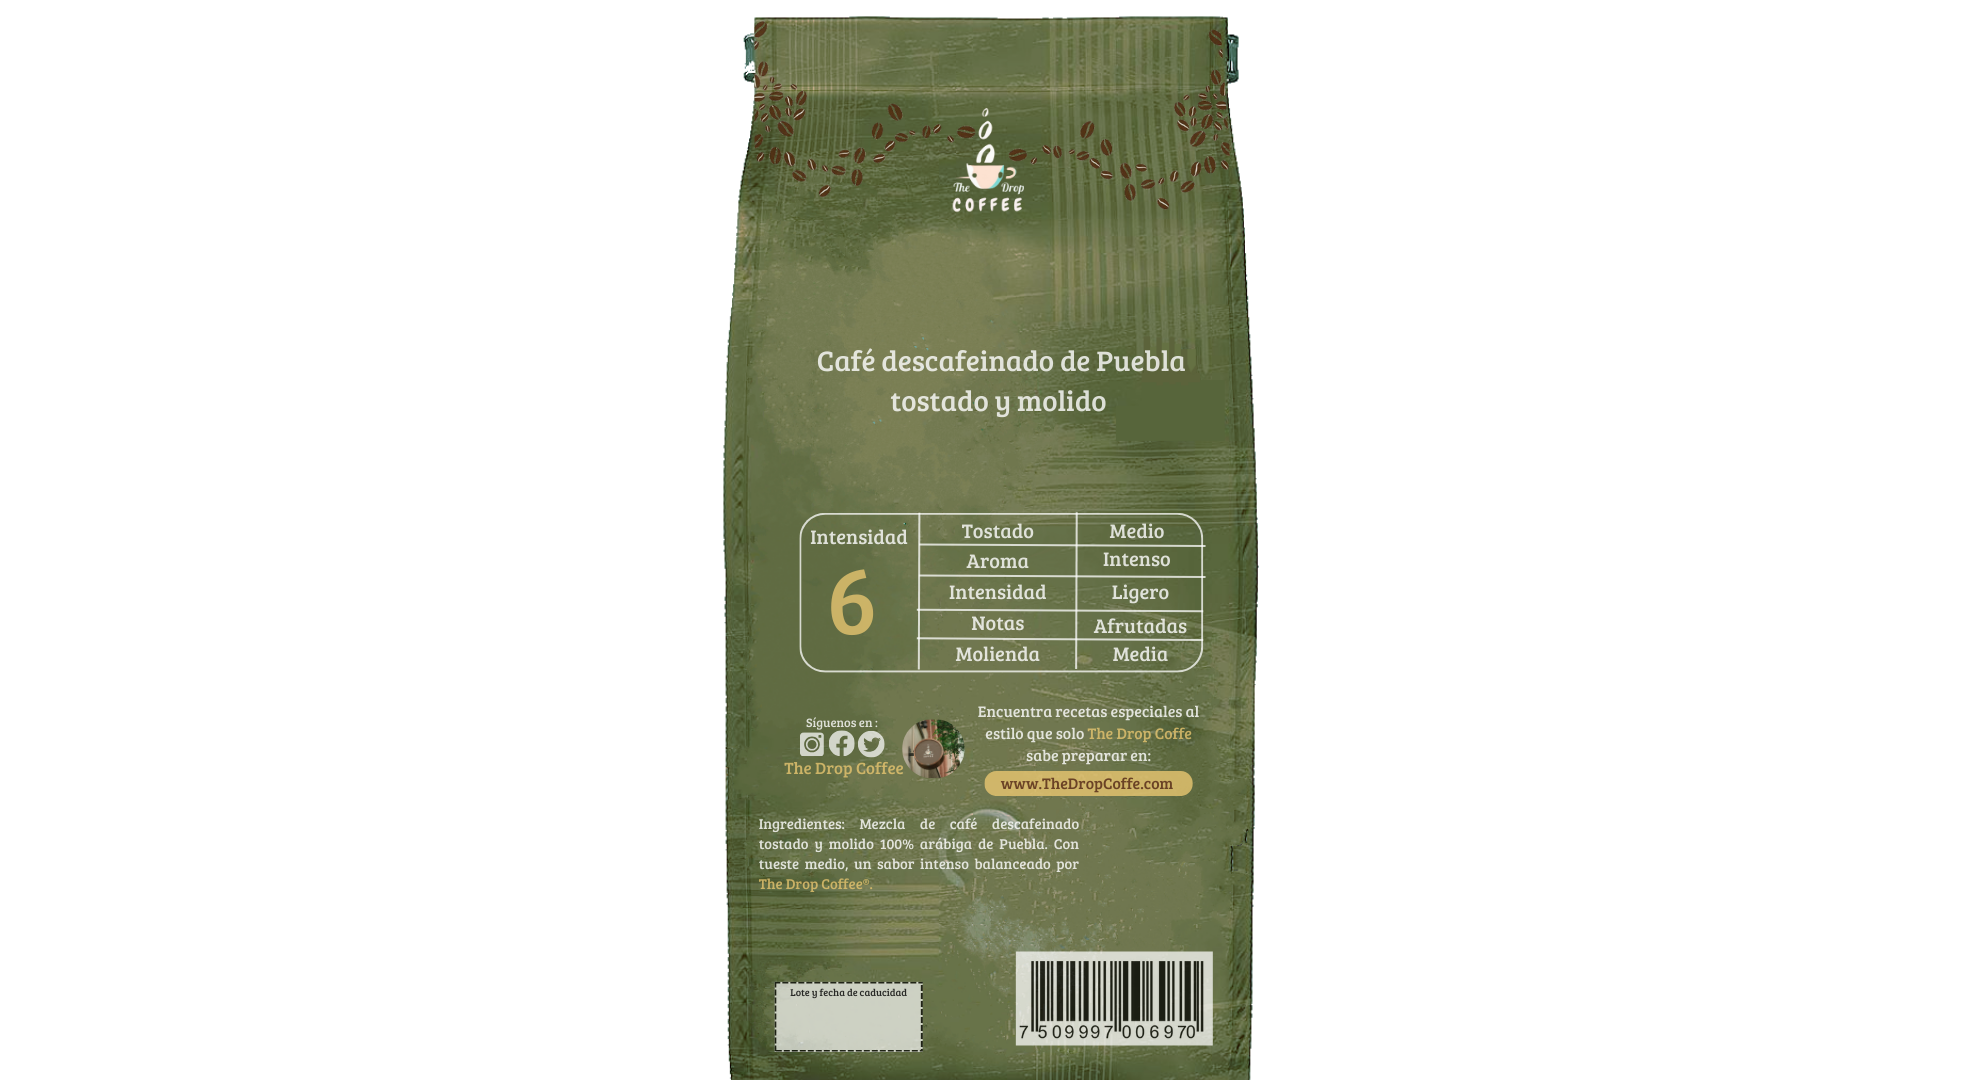 The Drop
COFFEE
Café descafeinado de Puebla
tostado y molido
Intensidad
6
Tostado Medio
Aroma Intenso
Intensidad Ligero
Notas Afrutadas
Molienda Media
Síguenos en :
The Drop Coffee
Encuentra recetas especiales al
estilo que solo The Drop Coffe
sabe preparar en:
www.TheDropCoffe.com
Ingredientes: Mezcla de café descafeinado
tostado y molido 100% arábiga de Puebla. Con
tueste medio, un sabor intenso balanceado por
The Drop Coffee®.
Lote y fecha de caducidad
7 509997 006970